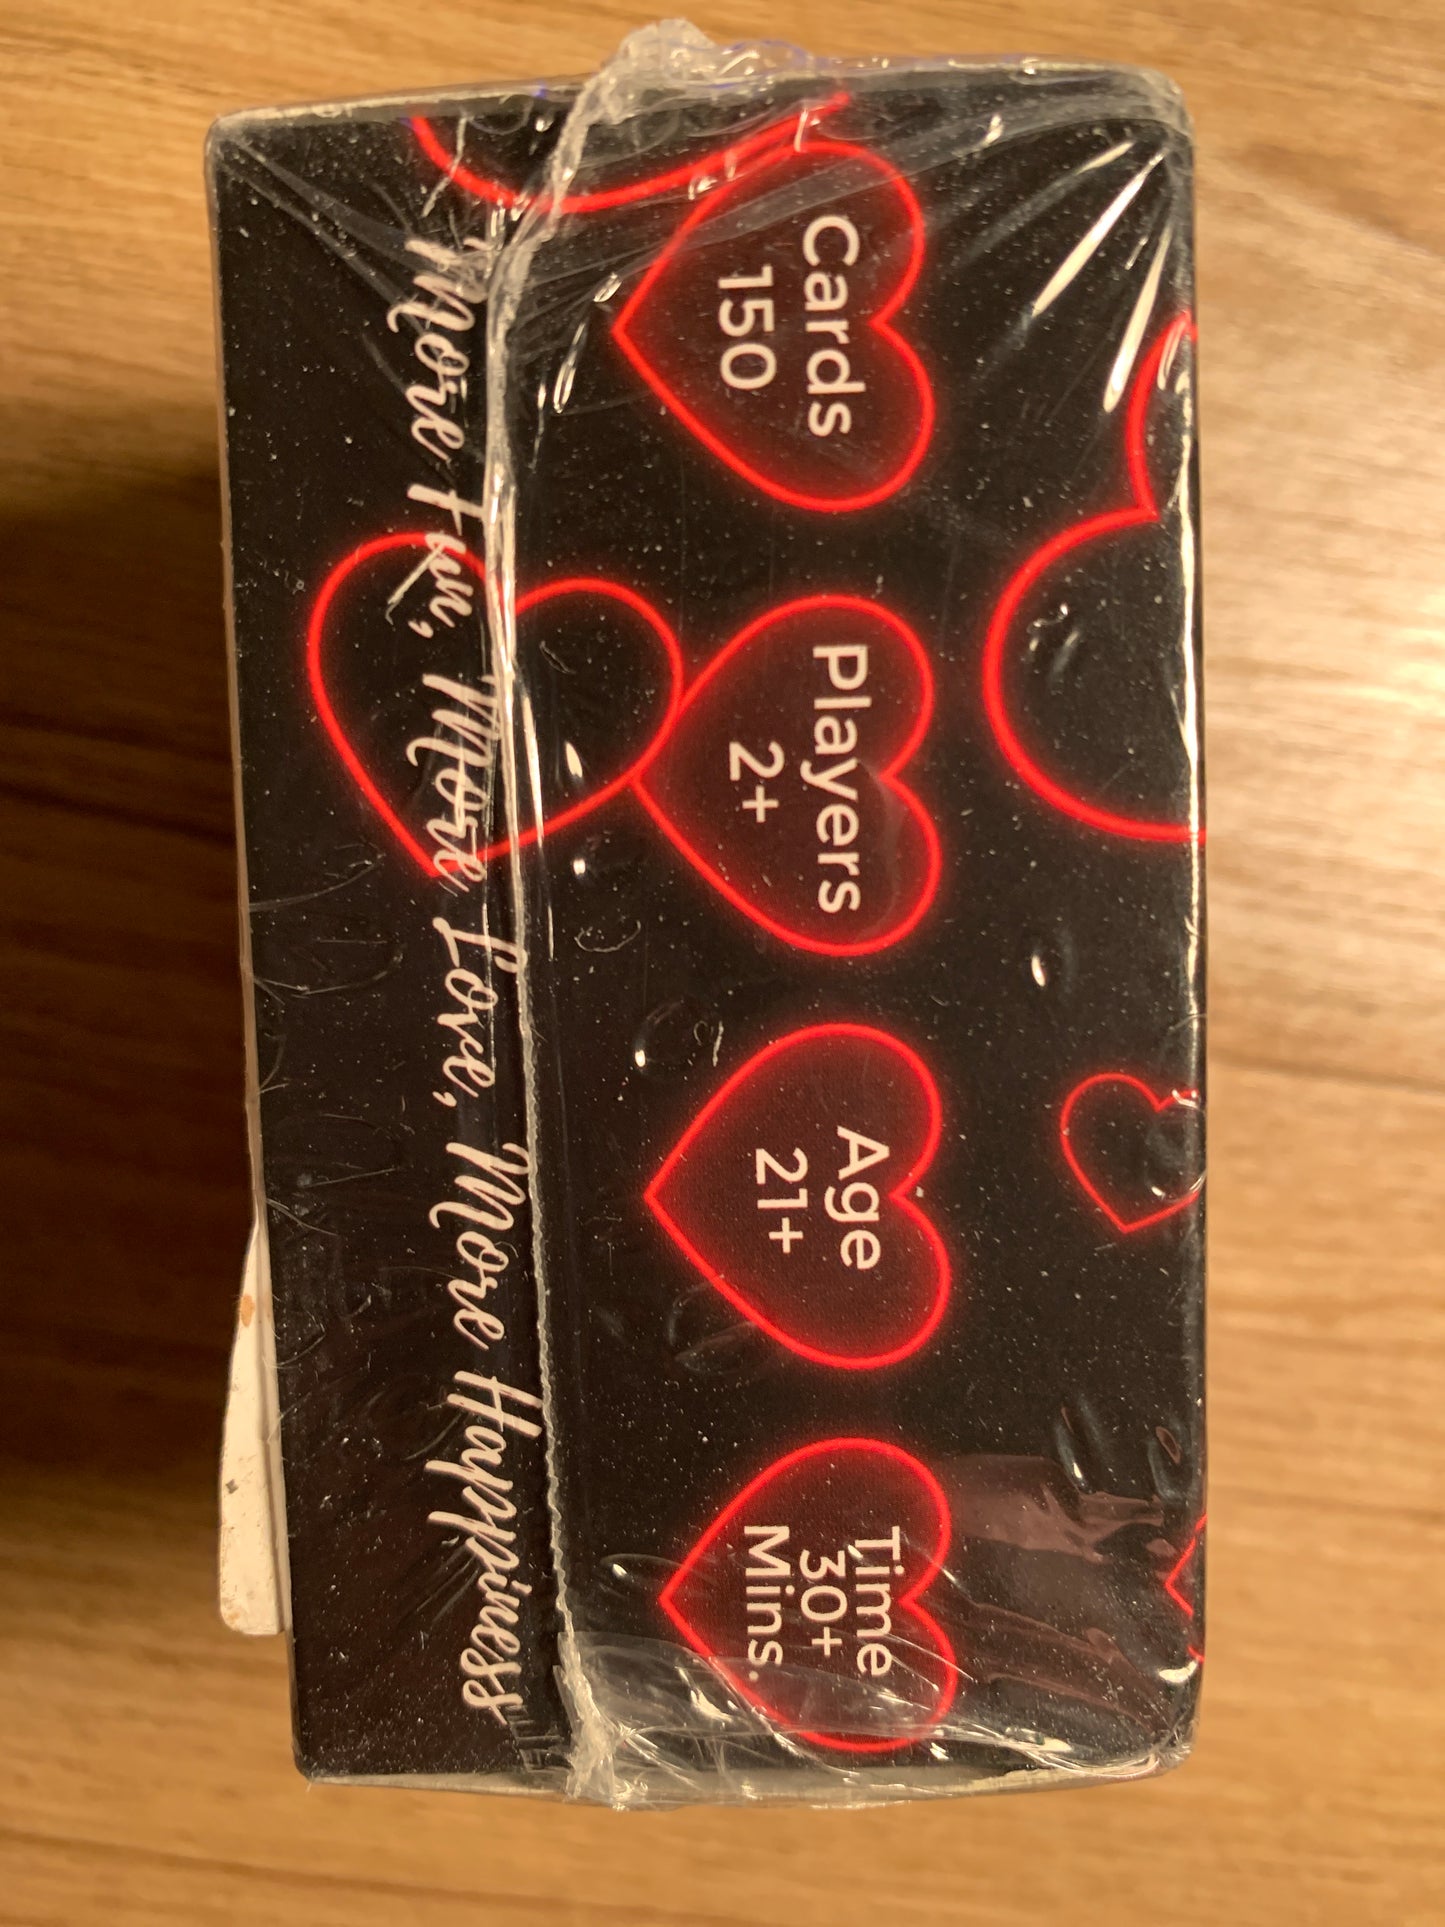 Cards
150
Players
2+
Age
21+
Time
30+
Mins.
More Fun, More Love, More Happiness